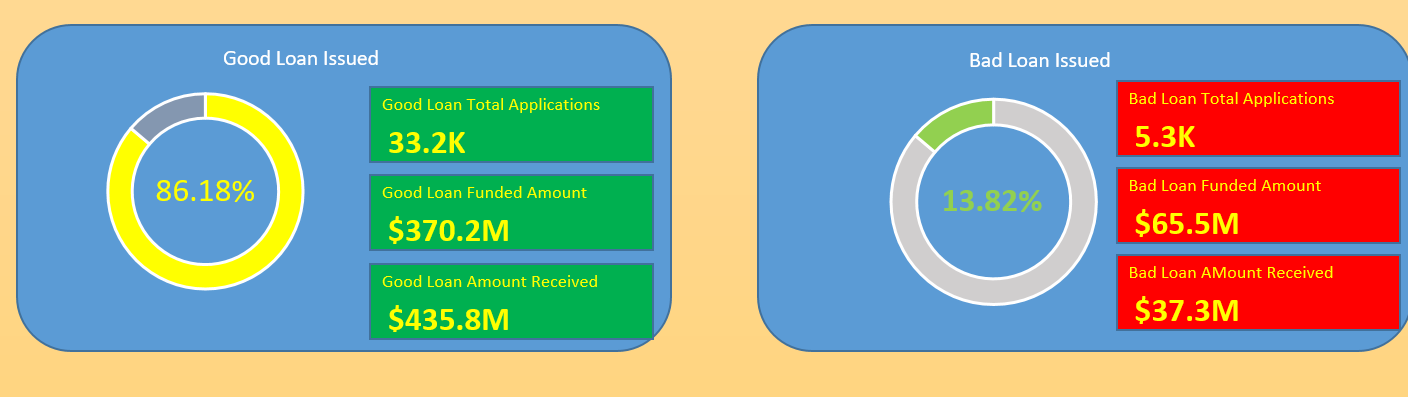 Good Loan Issued
86.18%
Good Loan Total Applications
33.2K
Good Loan Funded Amount
$370.2M
Good Loan Amount Received
$435.8M
Bad Loan Issued
13.82%
Bad Loan Total Applications
5.3K
Bad Loan Funded Amount
$65.5M
Bad Loan AMount Received
$37.3M